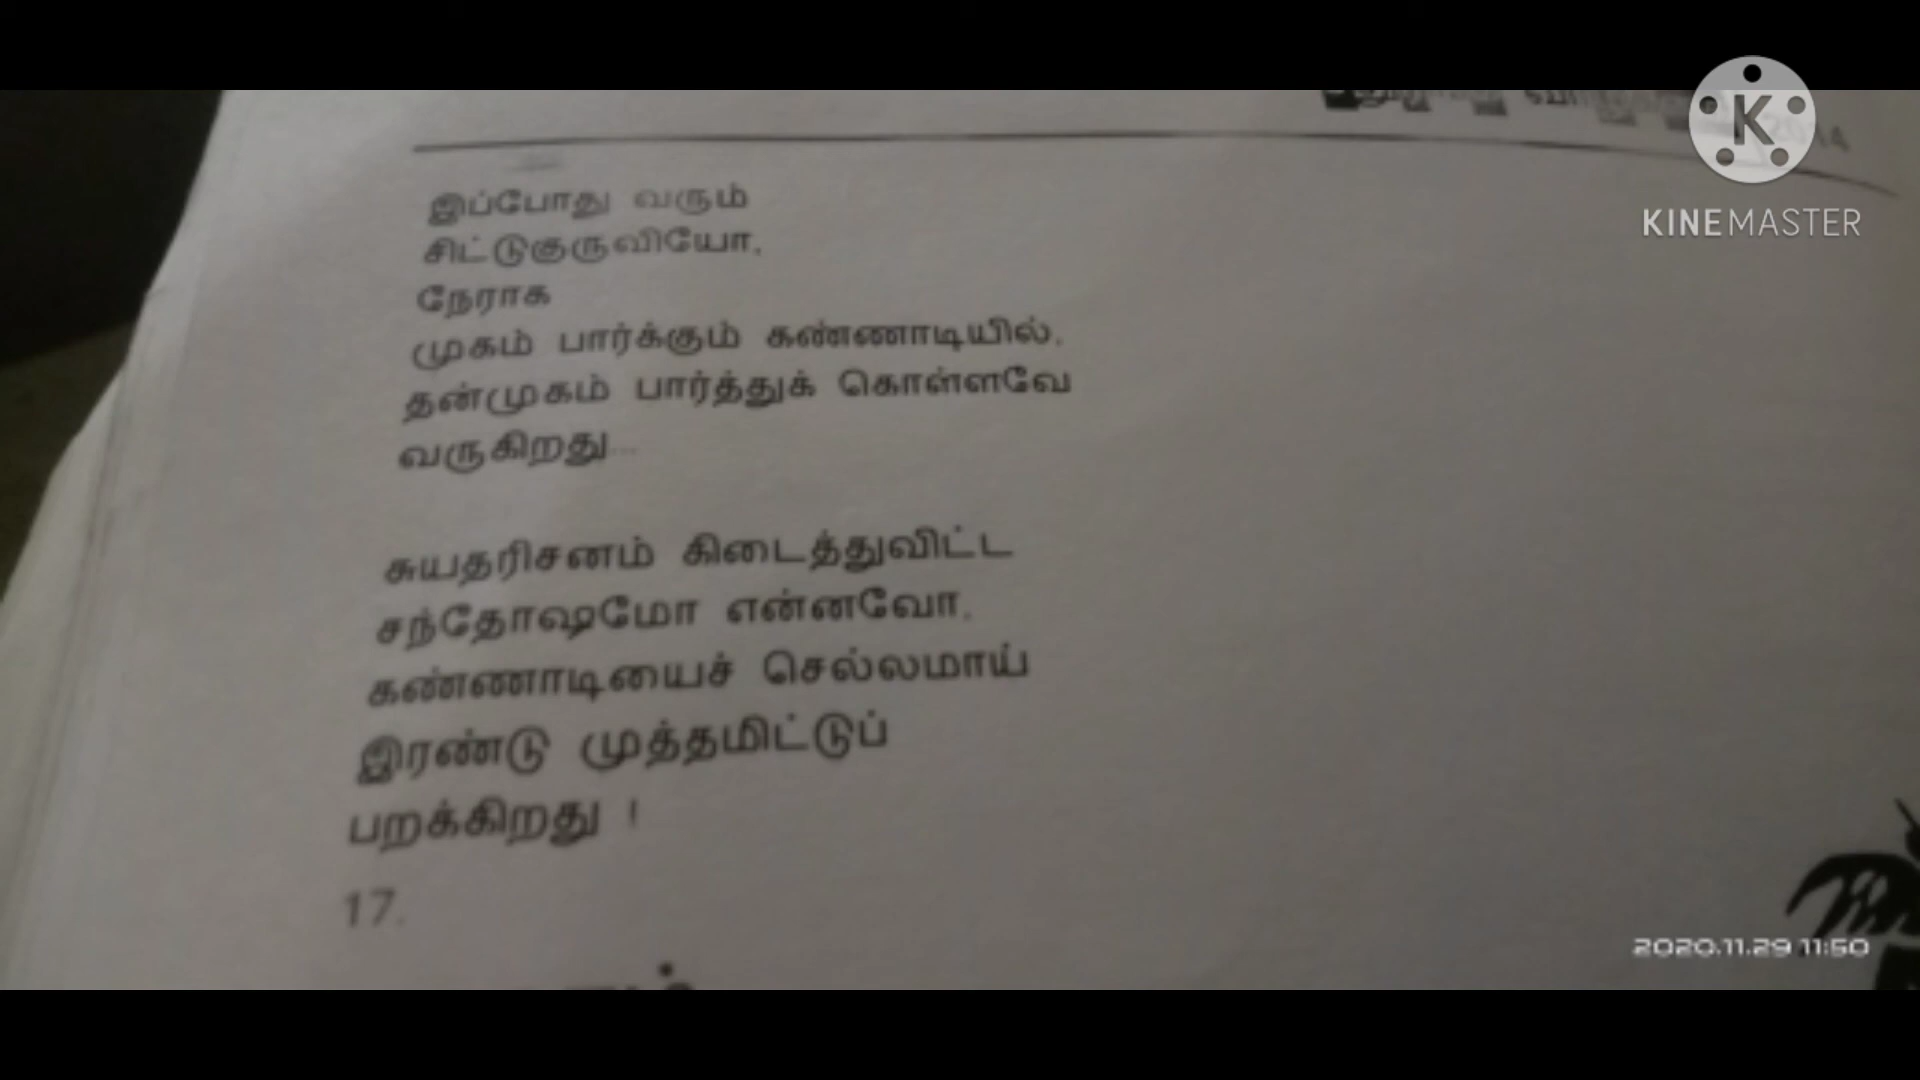 இப்போது வரும்
சிட்டுகுருவியோ,
நேராக
முகம் பார்க்கும் கண்ணாடியில்,
தன்முகம் பார்த்துக் கொள்ளவே
வருகிறது...
சுயதரிசனம் கிடைத்துவிட்ட
சந்தோஷமோ என்னவோ,
கண்ணாடியைச் செல்லமாய்
இரண்டு முத்தமிட்டுப்
பறக்கிறது !
17.
K
KINEMASTER
2020.11.29 11:50